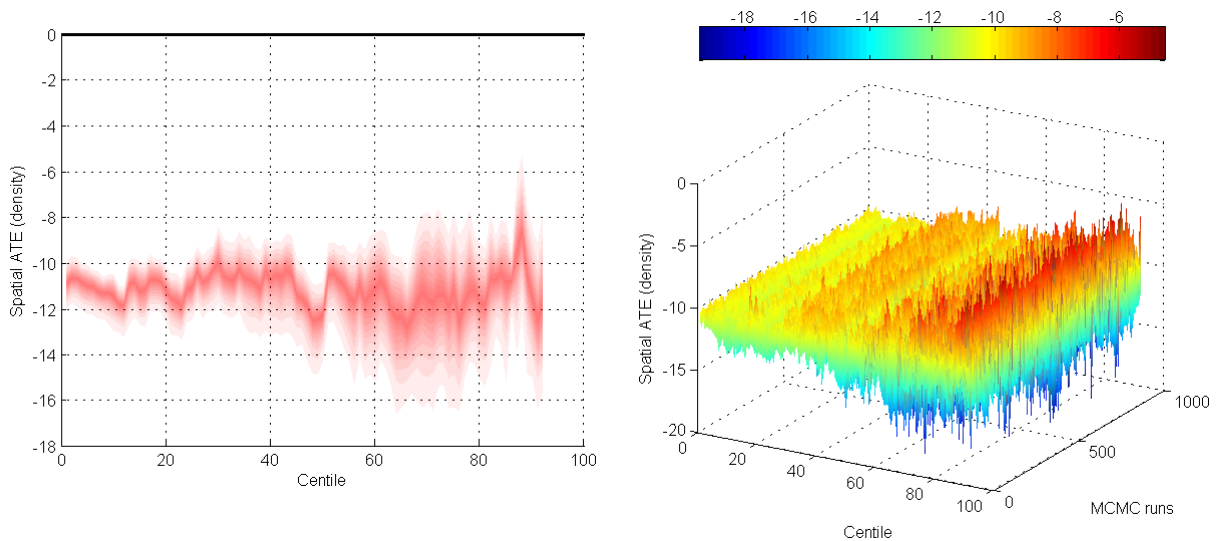 0
-2
-4
-6
-8
-10
-12
-14
-16
-18
Spatial ATE (density)
0 20 40 60 80 100
Centile
-18 -16 -14 -12 -10 -8 -6
0
-5
-10
-15
-20
Spatial ATE (density)
0 20 40 60 80 100
Centile
0 500 1000
MCMC runs